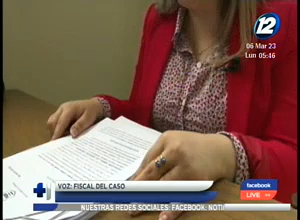 12
06 Mar 23
Lun 05:46
VOZ: FISCAL DEL CASO
facebook
LIVE
NUESTRAS REDES SOCIALES: FACEBOOK: NOTI